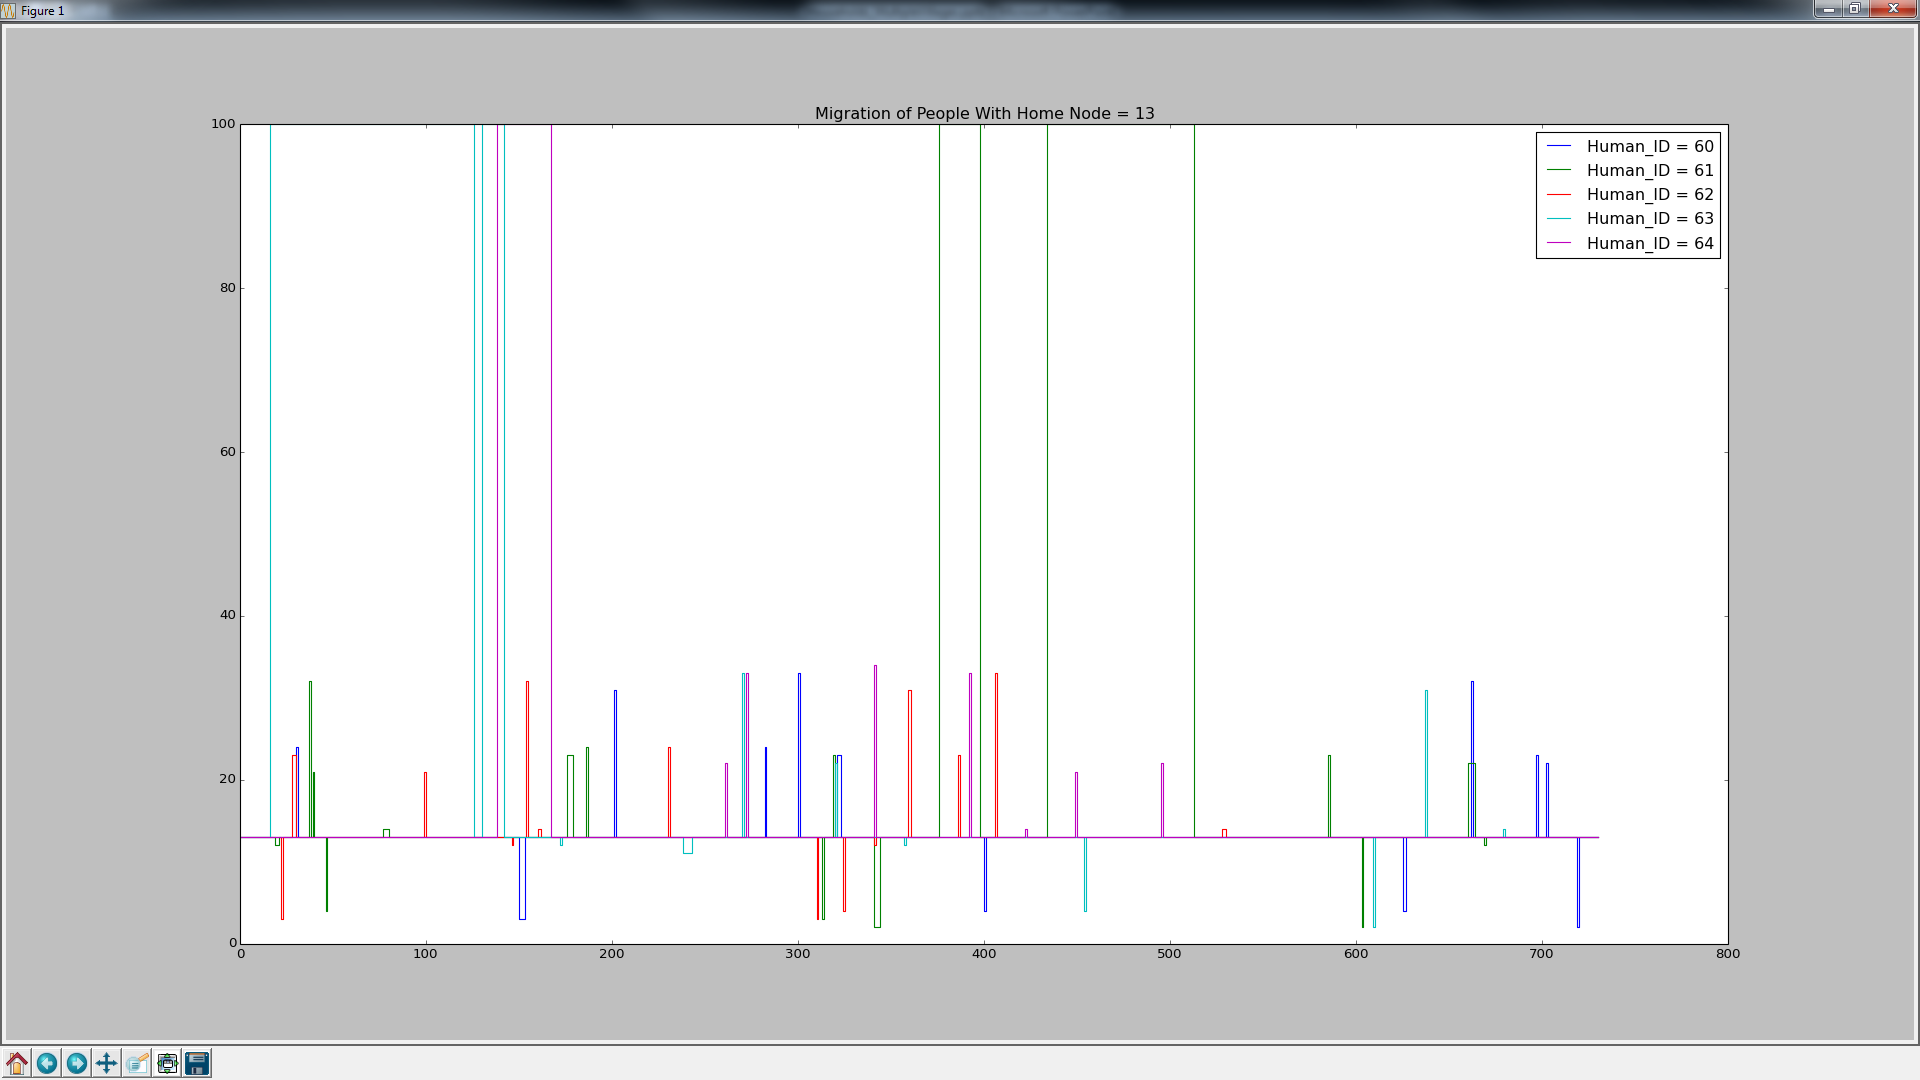 Figure 1
Migration of People With Home Node = 13
100
80
60
40
20
0
0 100 200 300 400 500 600 700 800
Human_ID = 60
Human_ID = 61
Human_ID = 62
Human_ID = 63
Human_ID = 64